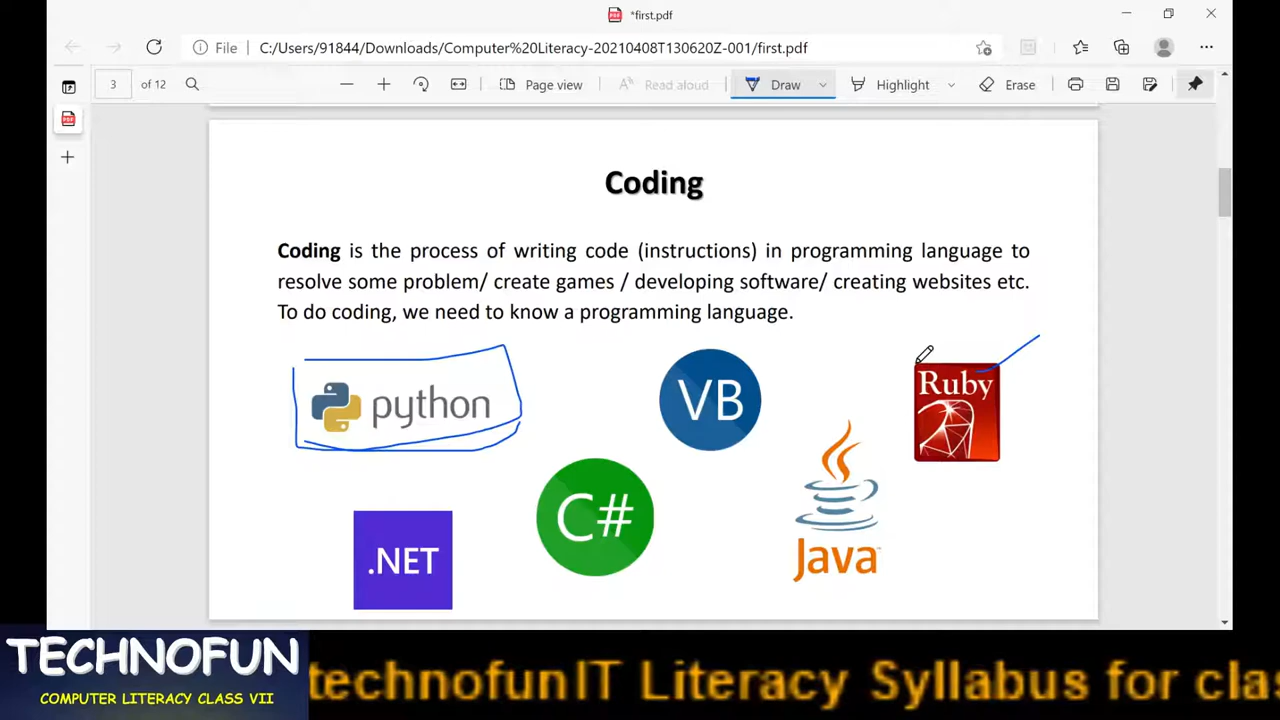 *first.pdf
File C:/Users/91844/Downloads/Computer%20Literacy-20210408T130620Z-001/first.pdf
3 of 12 Page view Read aloud Draw Highlight Erase
Coding
Coding is the process of writing code (instructions) in programming language to
resolve some problem/ create games / developing software/ creating websites etc.
To do coding, we need to know a programming language.
python
VB
Ruby
C#
Java
.NET
TECHNOFUN
COMPUTER LITERACY CLASS VII
technofunIT Literacy Syllabus for cla